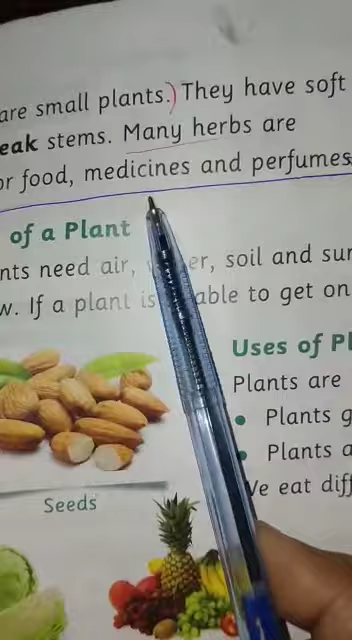 are small plants.) They have soft
eak stems. Many herbs are
or food, medicines and perfumes
of a Plant
nts need air, er, soil and sun
w. If a plant is able to get on
Uses of Pl
Plants are
• Plants g
• Plants a
We eat diff
Seeds